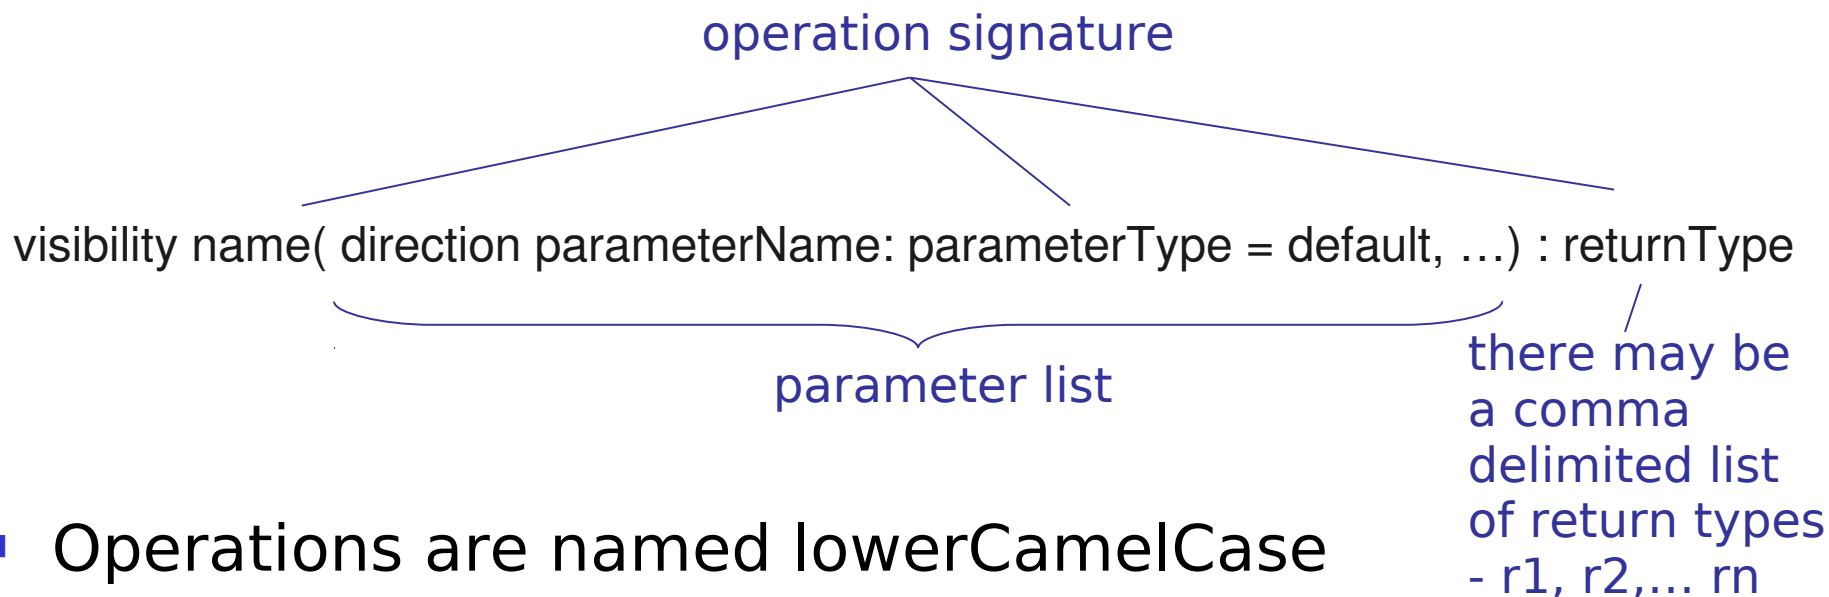 operation signature
visibility name( direction parameterName: parameterType = default, …) : returnType
parameter list
there may be
a comma
delimited list
of return types
- r1, r2,... rn
Operations are named lowerCamelCase